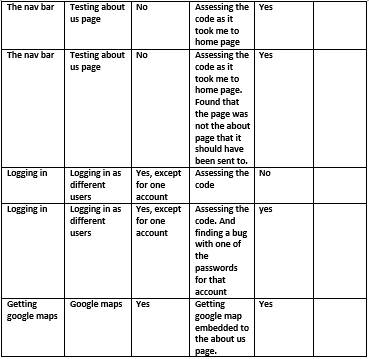 The nav bar
Testing about
us page
No
Assessing the
code as it
took me to
home page
Yes
The nav bar
Testing about
us page
No
Assessing the
code as it
took me to
home page.
Found that
the page was
not the about
page that it
should have
been sent to.
Yes
Logging in
Logging in as
different
users
Yes, except
for one
account
Assessing the
code
No
Logging in
Logging in as
different
users
Yes, except
for one
account
Assessing the
code. And
finding a bug
with one of
the
passwords
for that
account
yes
Getting
google maps
Google maps
Yes
Getting
google map
embedded to
the about us
page.
Yes